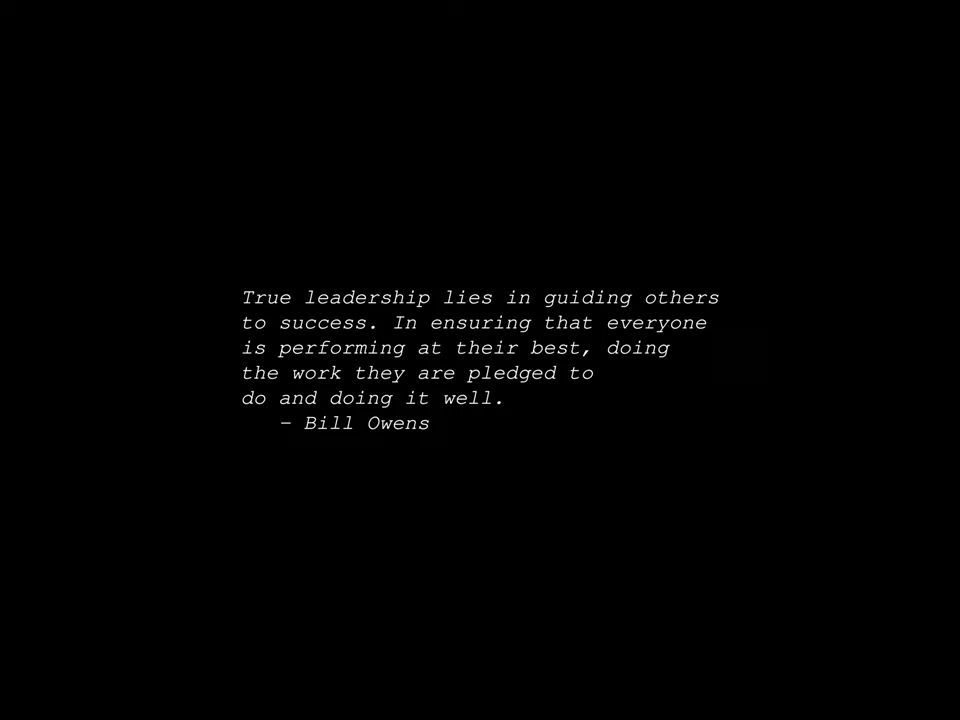 True leadership lies in guiding others
to success. In ensuring that everyone
is performing at their best, doing
the work they are pledged to
do and doing it well.
– Bill Owens